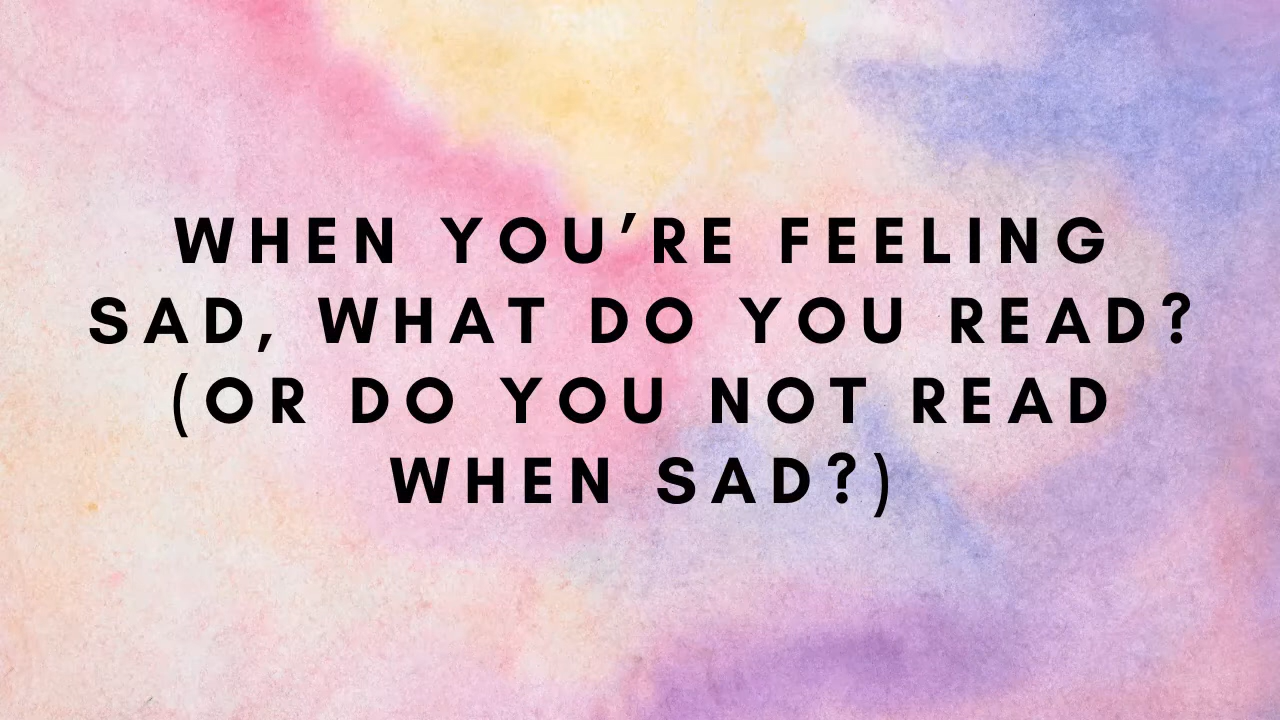 WHEN YOU’RE FEELING
SAD, WHAT DO YOU READ?
(OR DO YOU NOT READ
WHEN SAD?)